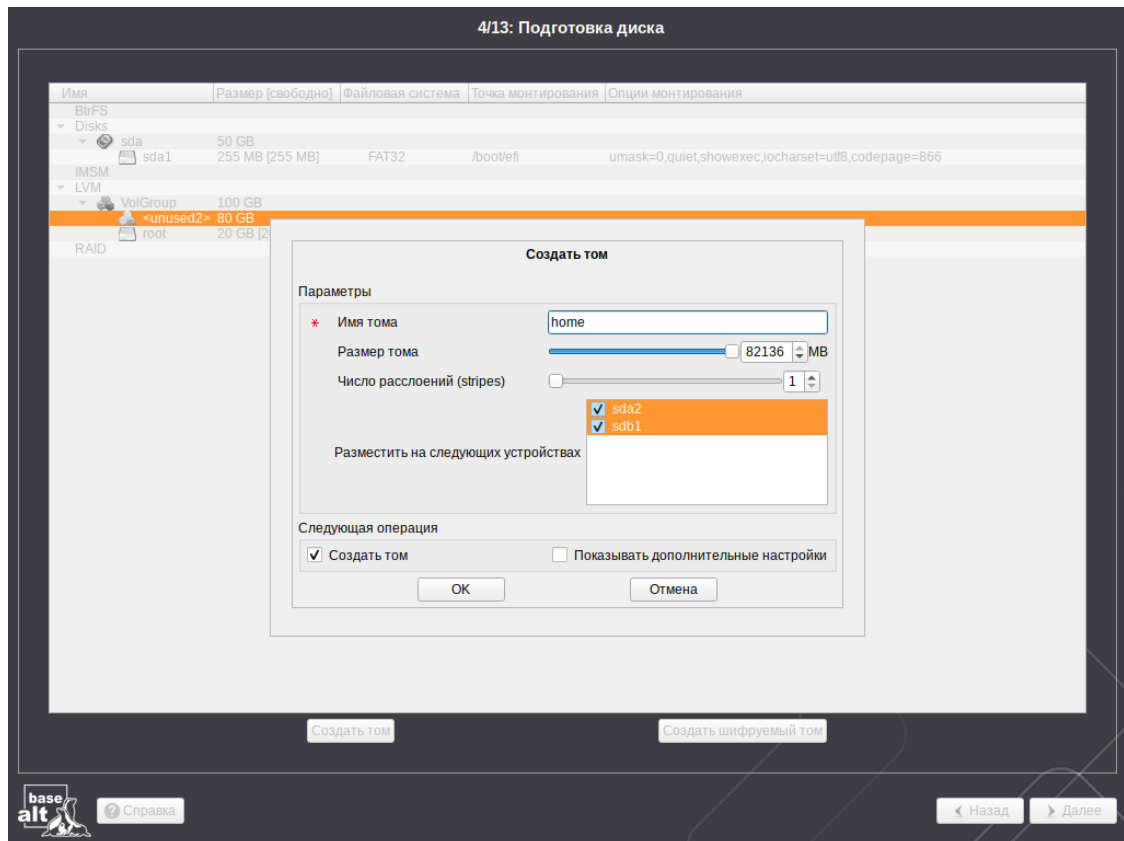 4/13: Подготовка диска
Имя Размер [свободно] Файловая система Точка монтирования Опции монтирования
BtrFS
Disks
sda 50 GB
sda1 255 MB [255 MB] FAT32 /boot/efi umask=0,quiet,showexec,iocharset=utf8,codepage=866
IMSM
LVM
VolGroup 100 GB
<unused2> 80 GB
root 20 GB [2
RAID
Создать том
Параметры
* Имя тома home
Размер тома 82136 MB
Число расслоений (stripes) 1
sda2
sdb1
Разместить на следующих устройствах
Следующая операция
Создать том Показывать дополнительные настройки
OK Отмена
Создать том Создать шифруемый том
base
alt
Справка Назад Далее